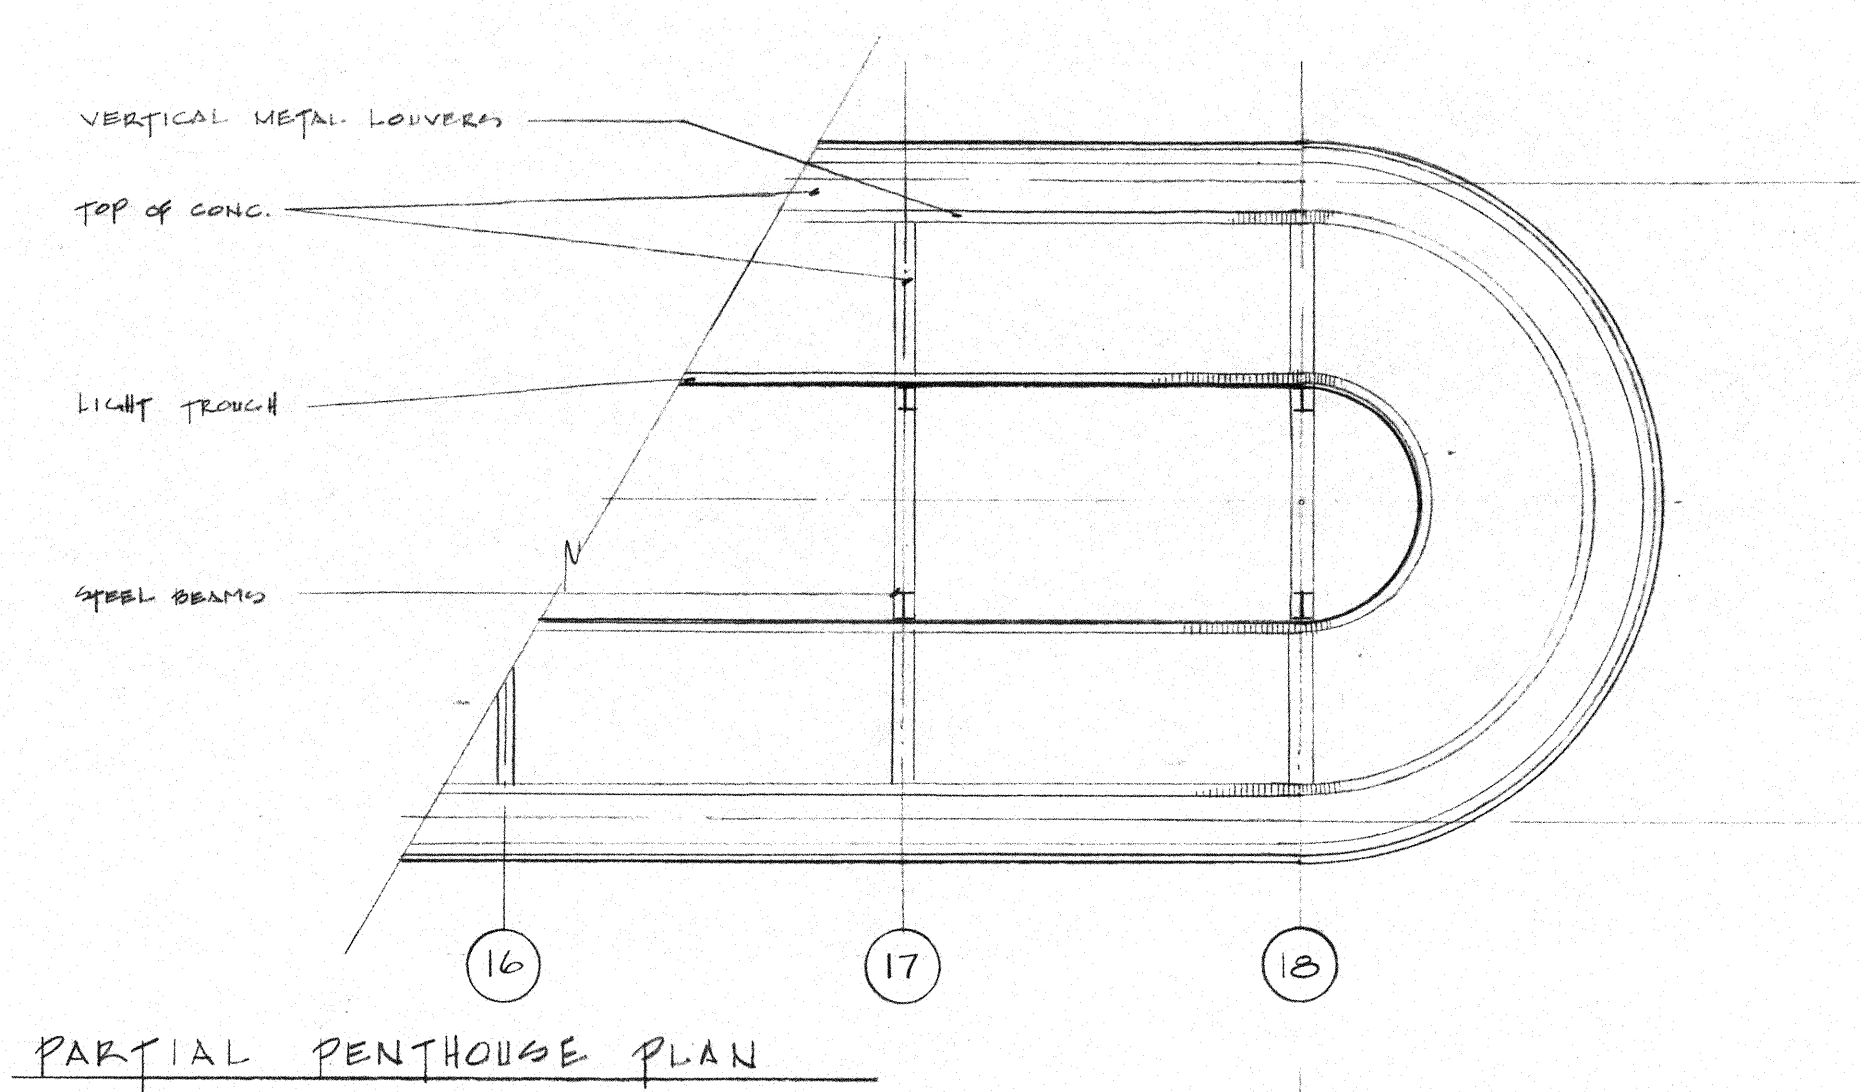 VERTICAL METAL LOUVERS
TOP OF CONC.
LIGHT TROUGH
STEEL BEAMS
16
17
18
PARTIAL PENTHOUSE PLAN